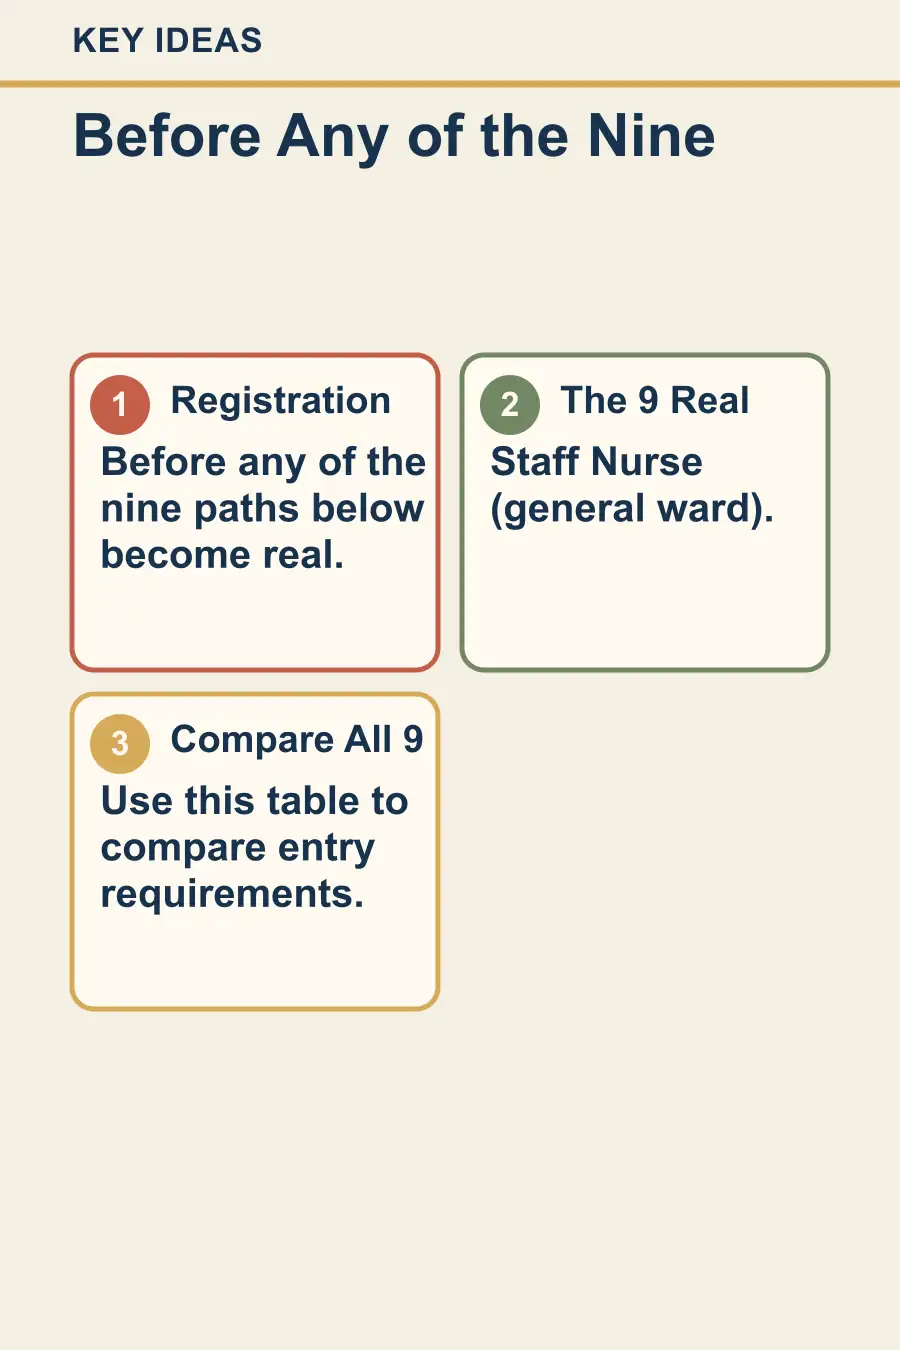 KEY IDEAS
Before Any of the Nine
1 Registration
Before any of the
nine paths below
become real.
2 The 9 Real
Staff Nurse
(general ward).
3 Compare All 9
Use this table to
compare entry
requirements.